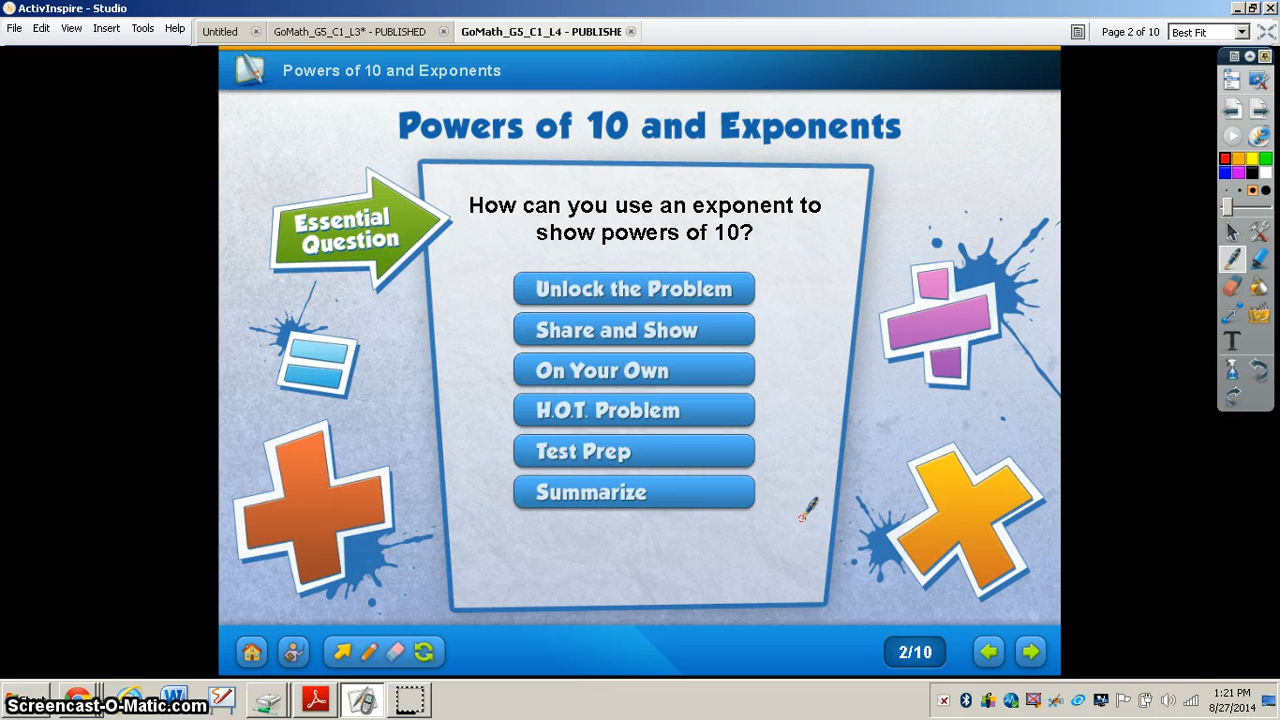 ActivInspire - Studio
File Edit View Insert Tools Help
Untitled
GoMath_G5_C1_L3* - PUBLISHED
GoMath_G5_C1_L4 - PUBLISHE
Page 2 of 10
Best Fit
Powers of 10 and Exponents
Powers of 10 and Exponents
Essential
Question
How can you use an exponent to
show powers of 10?
Unlock the Problem
Share and Show
On Your Own
H.O.T. Problem
Test Prep
Summarize
2/10
Screencast-O-Matic.com
1:21 PM
8/27/2014